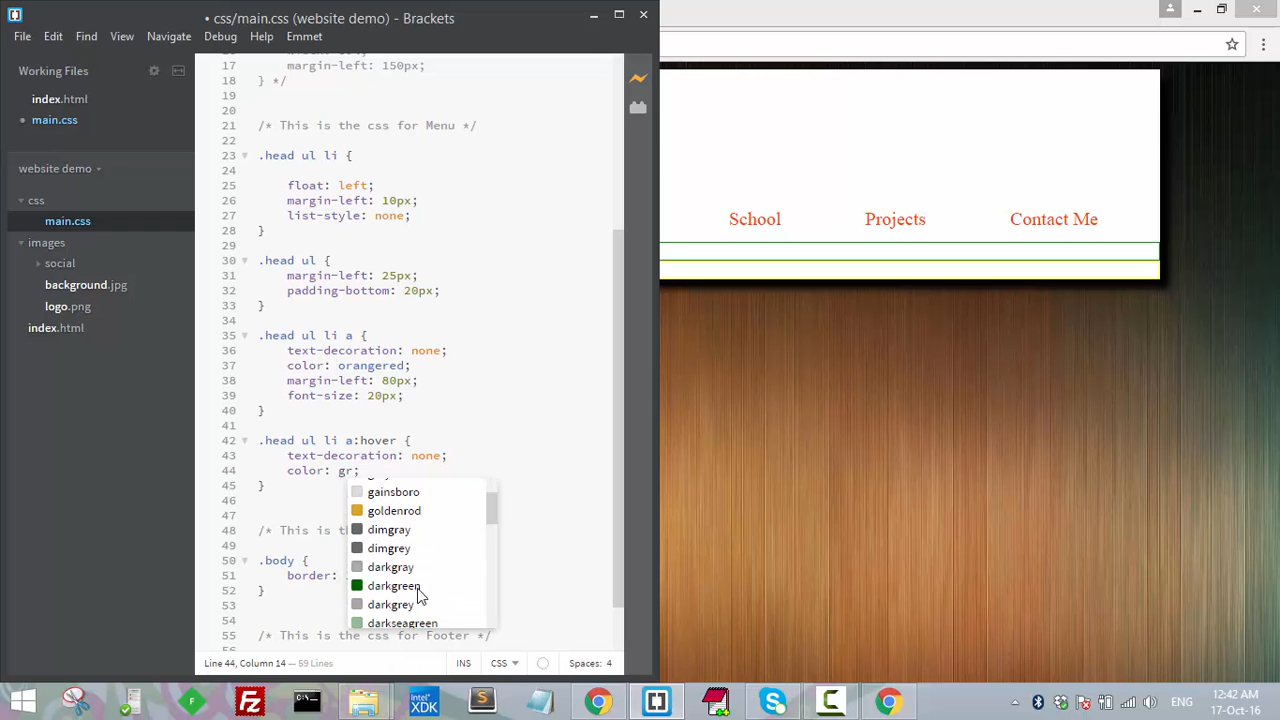 • css/main.css (website demo) - Brackets
File Edit Find View Navigate
Debug Help Emmet
Working Files
index.html
• main.css
website demo
css
main.css
images
social
background.jpg
logo.png
index.html
17 margin-left: 150px;
18 } */
19
20
21 /* This is the css for Menu */
22
23 .head ul li {
24
25 float: left;
26 margin-left: 10px;
27 list-style: none;
28 }
29
30 .head ul {
31 margin-left: 25px;
32 padding-bottom: 20px;
33 }
34
35 .head ul li a {
36 text-decoration: none;
37 color: orangered;
38 margin-left: 80px;
39 font-size: 20px;
40 }
41
42 .head ul li a:hover {
43 text-decoration: none;
44 color: gr;
45 }
46
47
48 /* This is th
49
50 .body {
51 border:
52 }
53
54
55 /* This is the css for Footer */
gainsboro
goldenrod
dimgray
dimgrey
darkgray
darkgreen
darkgrey
darkseagreen
Line 44, Column 14 — 59 Lines
INS CSS Spaces: 4
School Projects Contact Me
Intel XDK
ENG
12:42 AM
17-Oct-16